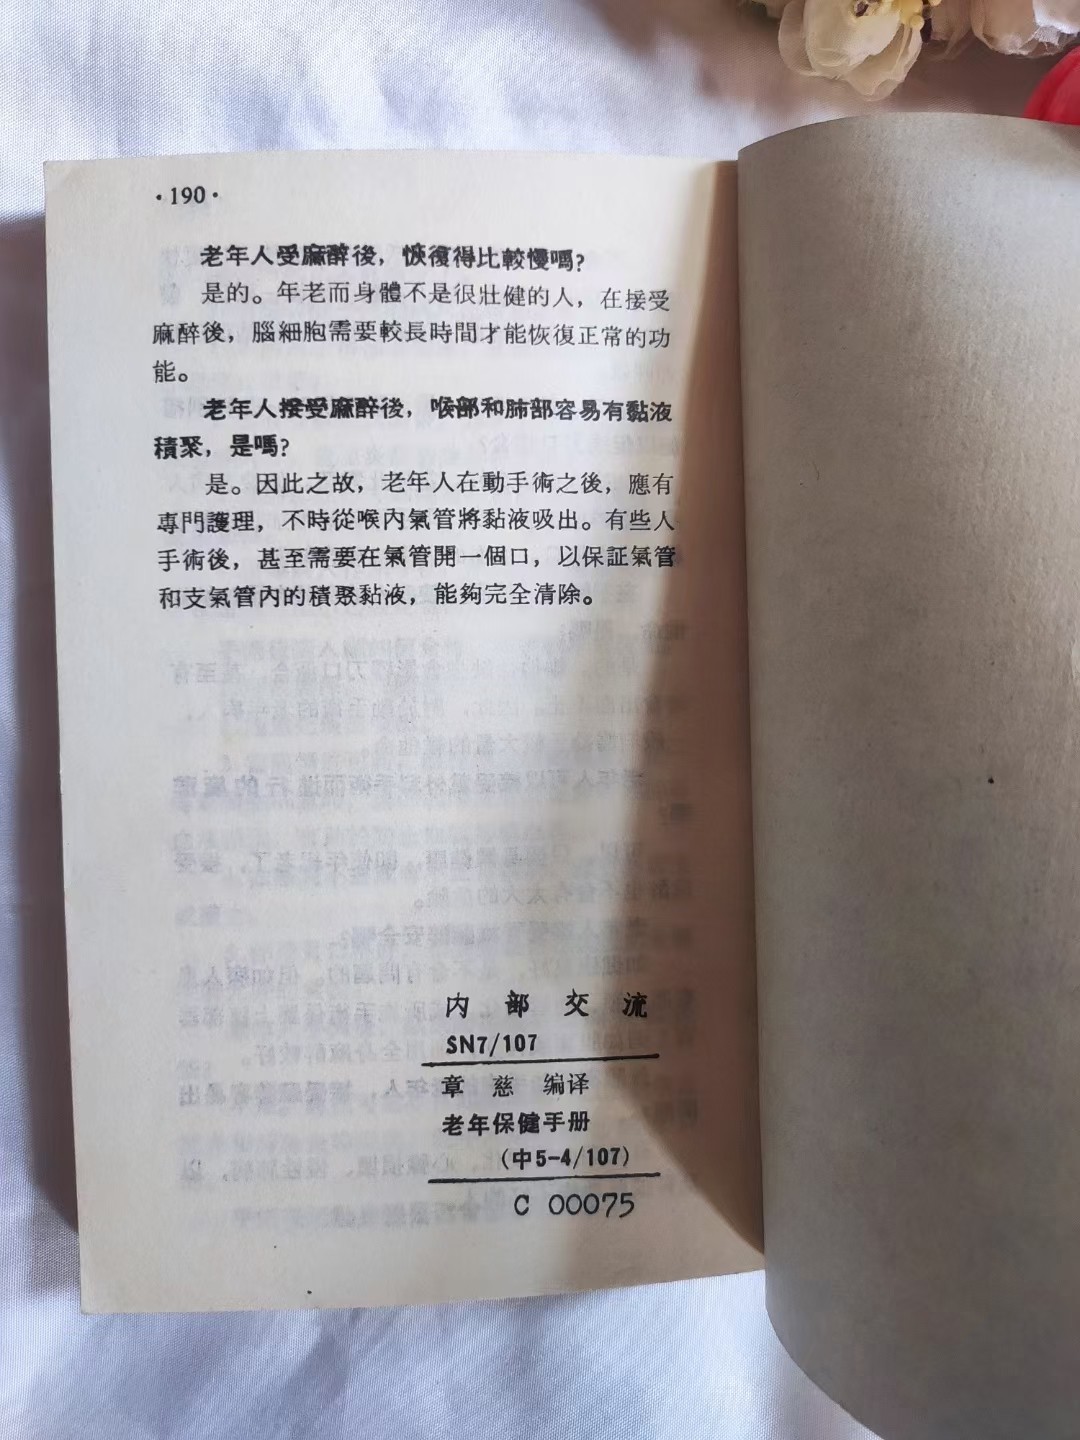 ·190·
老年人受麻醉後，恢復得比較慢嗎？
是的。年老而身體不是很壯健的人，在接受
麻醉後，腦細胞需要較長時間才能恢復正常的功
能。
老年人接受麻醉後，喉部和肺部容易有黏液
積聚，是嗎？
是。因此之故，老年人在動手術之後，應有
專門護理，不時從喉內氣管將黏液吸出。有些人
手術後，甚至需要在氣管開一個口，以保証氣管
和支氣管內的積聚黏液，能夠完全清除。
内部交流
SN7/107
章慈 编译
老年保健手册
（中5-4/107）
C 00075